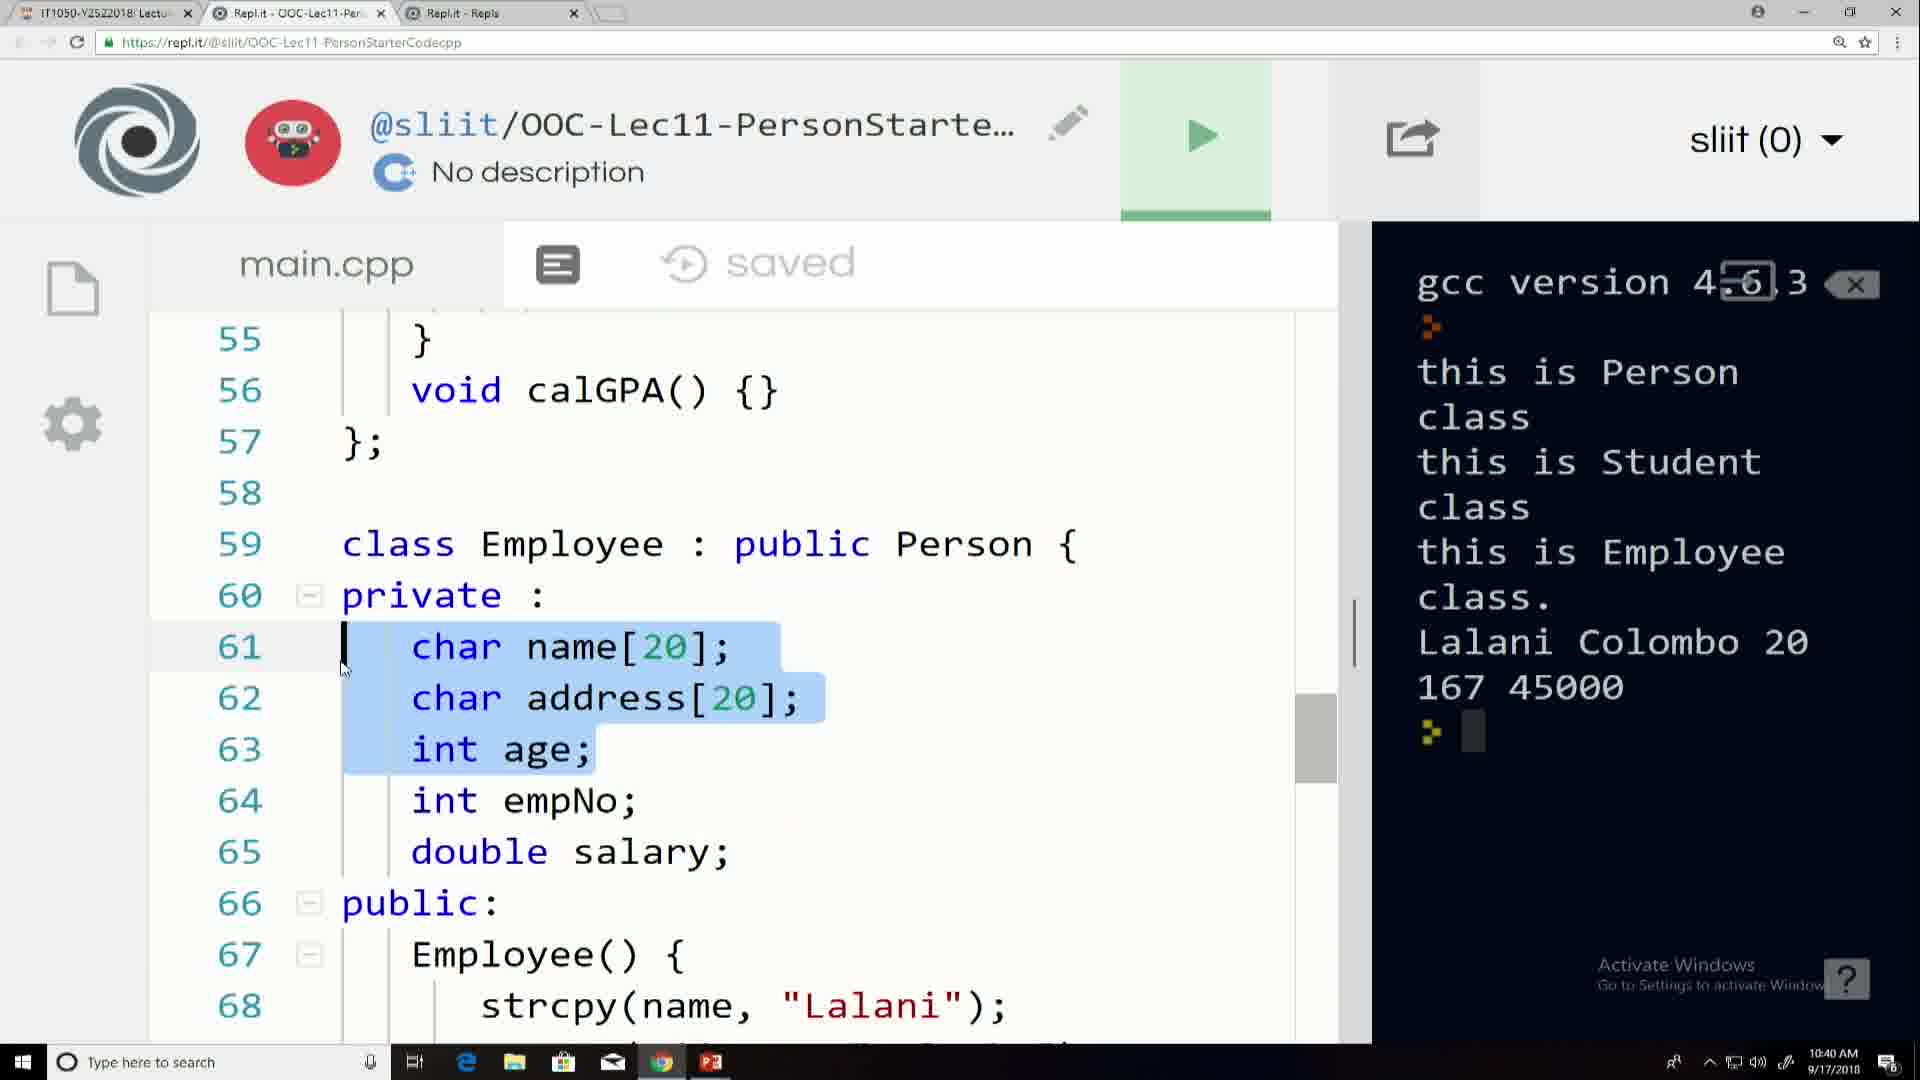 IT1050-Y2S22018: Lectu
Repl.it - OOC-Lec11-Per
Repl.it - Repls
https://repl.it/@sliit/OOC-Lec11-PersonStarterCodecpp
@sliit/OOC-Lec11-PersonStarte...
No description
sliit (0)
main.cpp
saved
55 }
56 void calGPA() {}
57 };
58
59 class Employee : public Person {
60 private :
61 char name[20];
62 char address[20];
63 int age;
64 int empNo;
65 double salary;
66 public:
67 Employee() {
68 strcpy(name, "Lalani");
gcc version 4.6.3
this is Person
class
this is Student
class
this is Employee
class.
Lalani Colombo 20
167 45000
Activate Windows
Go to Settings to activate Window
?
Type here to search
10:40 AM
9/17/2018